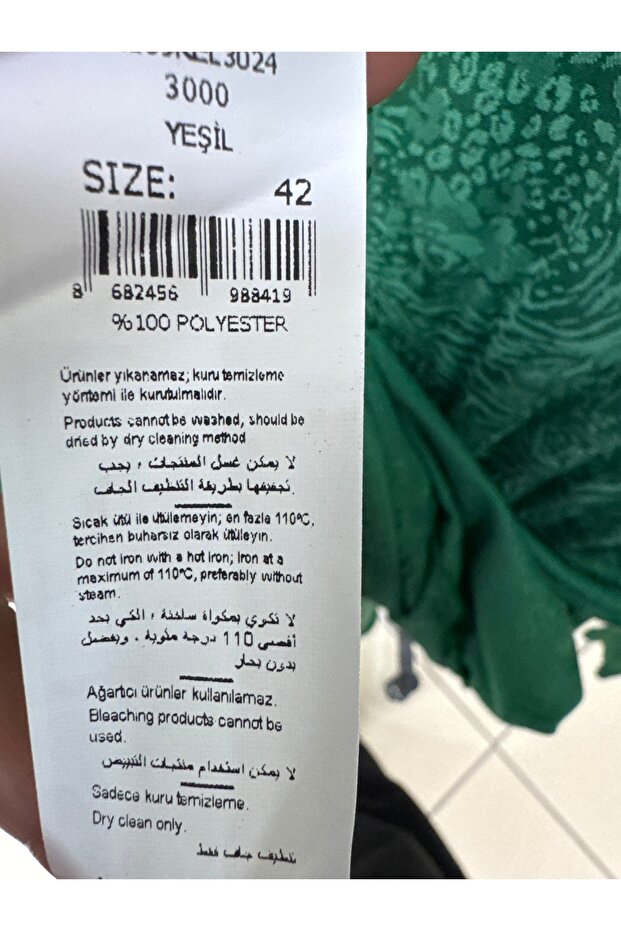 3000
YEŞİL
SIZE: 42
8 682456 988419
%100 POLYESTER
Ürünler yıkanamaz; kuru temizleme
yöntemi ile kurutulmalıdır.
Products cannot be washed, should be
dried by dry cleaning method
لا يمكن غسل المنتجات ، يجب
تجفيفها بطريقة التنظيف الجاف.
Sıcak ütü ile ütülemeyin; en fazla 110°C,
tercihen buharsız olarak ütüleyin.
Do not iron with a hot iron; Iron at a
maximum of 110°C, preferably without
steam.
لا تكوي بمكواة ساخنة ، الكي بحد
أقصى 110 درجة مئوية ، ويفضل
بدون بخار
Ağartıcı ürünler kullanılamaz.
Bleaching products cannot be
used.
لا يمكن استخدام منتجات التبييض
Sadece kuru temizleme.
Dry clean only.
تنظيف جاف فقط